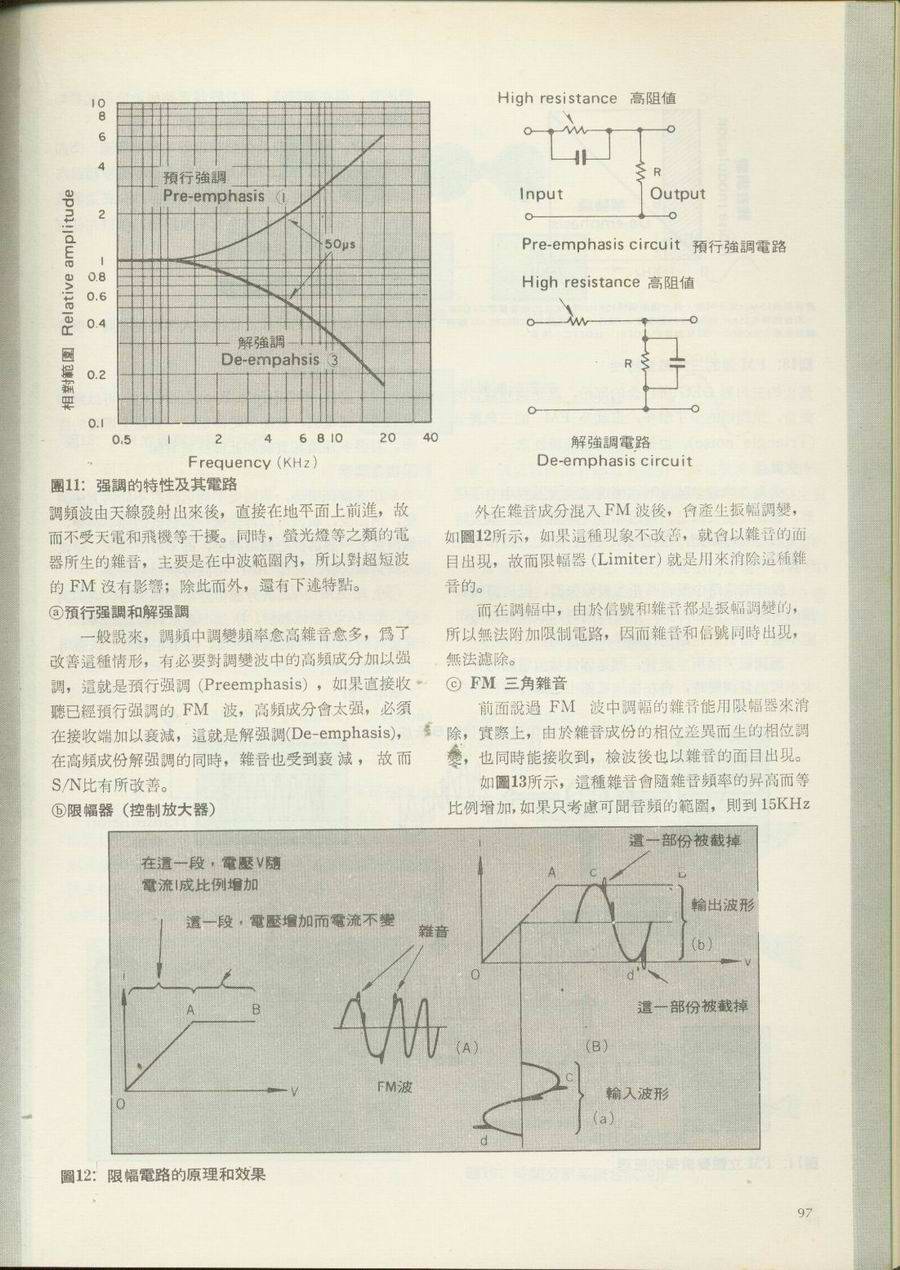 10
8
6
4
2
1
0.8
0.6
0.4
0.2
0.1
相對範圍 Relative amplitude
預行強調
Pre-emphasis ①
50μs
解強調
De-empahsis ③
0.5 1 2 4 6 8 10 20 40
Frequency (KHz)
圖11：强調的特性及其電路
High resistance 高阻值
R
Input Output
Pre-emphasis circuit 預行強調電路
High resistance 高阻值
R
解強調電路
De-emphasis circuit
調頻波由天線發射出來後，直接在地平面上前進，故
而不受天電和飛機等干擾。同時，螢光燈等之類的電
器所生的雜音，主要是在中波範圍內，所以對超短波
的 FM 沒有影響；除此而外，還有下述特點。
ⓐ預行强調和解强調
一般說來，調頻中調變頻率愈高雜音愈多，爲了
改善這種情形，有必要對調變波中的高頻成分加以强
調，這就是預行强調 (Preemphasis) ，如果直接收
聽已經預行强調的 FM 波，高頻成分會太强，必須
在接收端加以衰減，這就是解强調(De-emphasis)，
在高頻成份解强調的同時，雜音也受到衰減，故而
S/N比有所改善。
ⓑ限幅器（控制放大器）
外在雜音成分混入 FM 波後，會產生振幅調變，
如圖12所示，如果這種現象不改善，就會以雜音的面
目出現，故而限幅器 (Limiter) 就是用來消除這種雜
音的。
而在調幅中，由於信號和雜音都是振幅調變的，
所以無法附加限制電路，因而雜音和信號同時出現，
無法濾除。
ⓒ FM 三角雜音
前面說過 FM 波中調幅的雜音能用限幅器來消
除，實際上，由於雜音成份的相位差異而生的相位調
變，也同時能接收到，檢波後也以雜音的面目出現。
如圖13所示，這種雜音會隨雜音頻率的昇高而等
比例增加，如果只考慮可聞音頻的範圍，則到 15KHz
在這一段，電壓V隨
電流I成比例增加
這一段，電壓增加而電流不變
i
A
B
O
V
雜音
FM波
(A)
這一部份被截掉
i
A
c
輸出波形
(b)
O
V
d'
這一部份被截掉
(B)
c
輸入波形
(a)
d
圖12：限幅電路的原理和效果
97